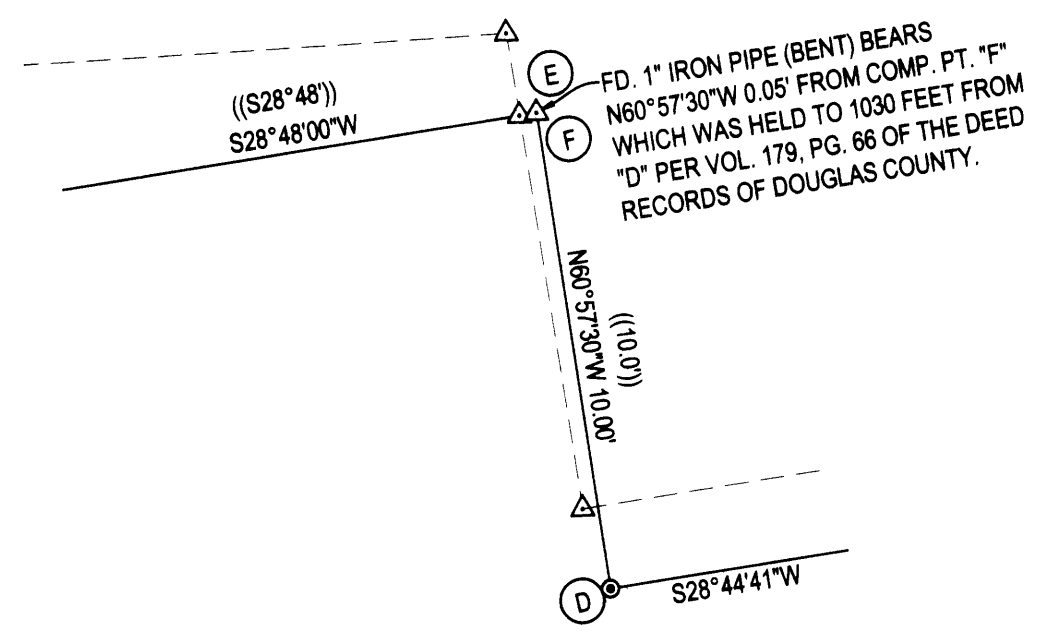 ((S28°48'))
S28°48'00"W
E
F
FD. 1" IRON PIPE (BENT) BEARS
N60°57'30"W 0.05' FROM COMP. PT. "F"
WHICH WAS HELD TO 1030 FEET FROM
"D" PER VOL. 179, PG. 66 OF THE DEED
RECORDS OF DOUGLAS COUNTY.
N60°57'30"W 10.00'
((10.0'))
D
S28°44'41"W